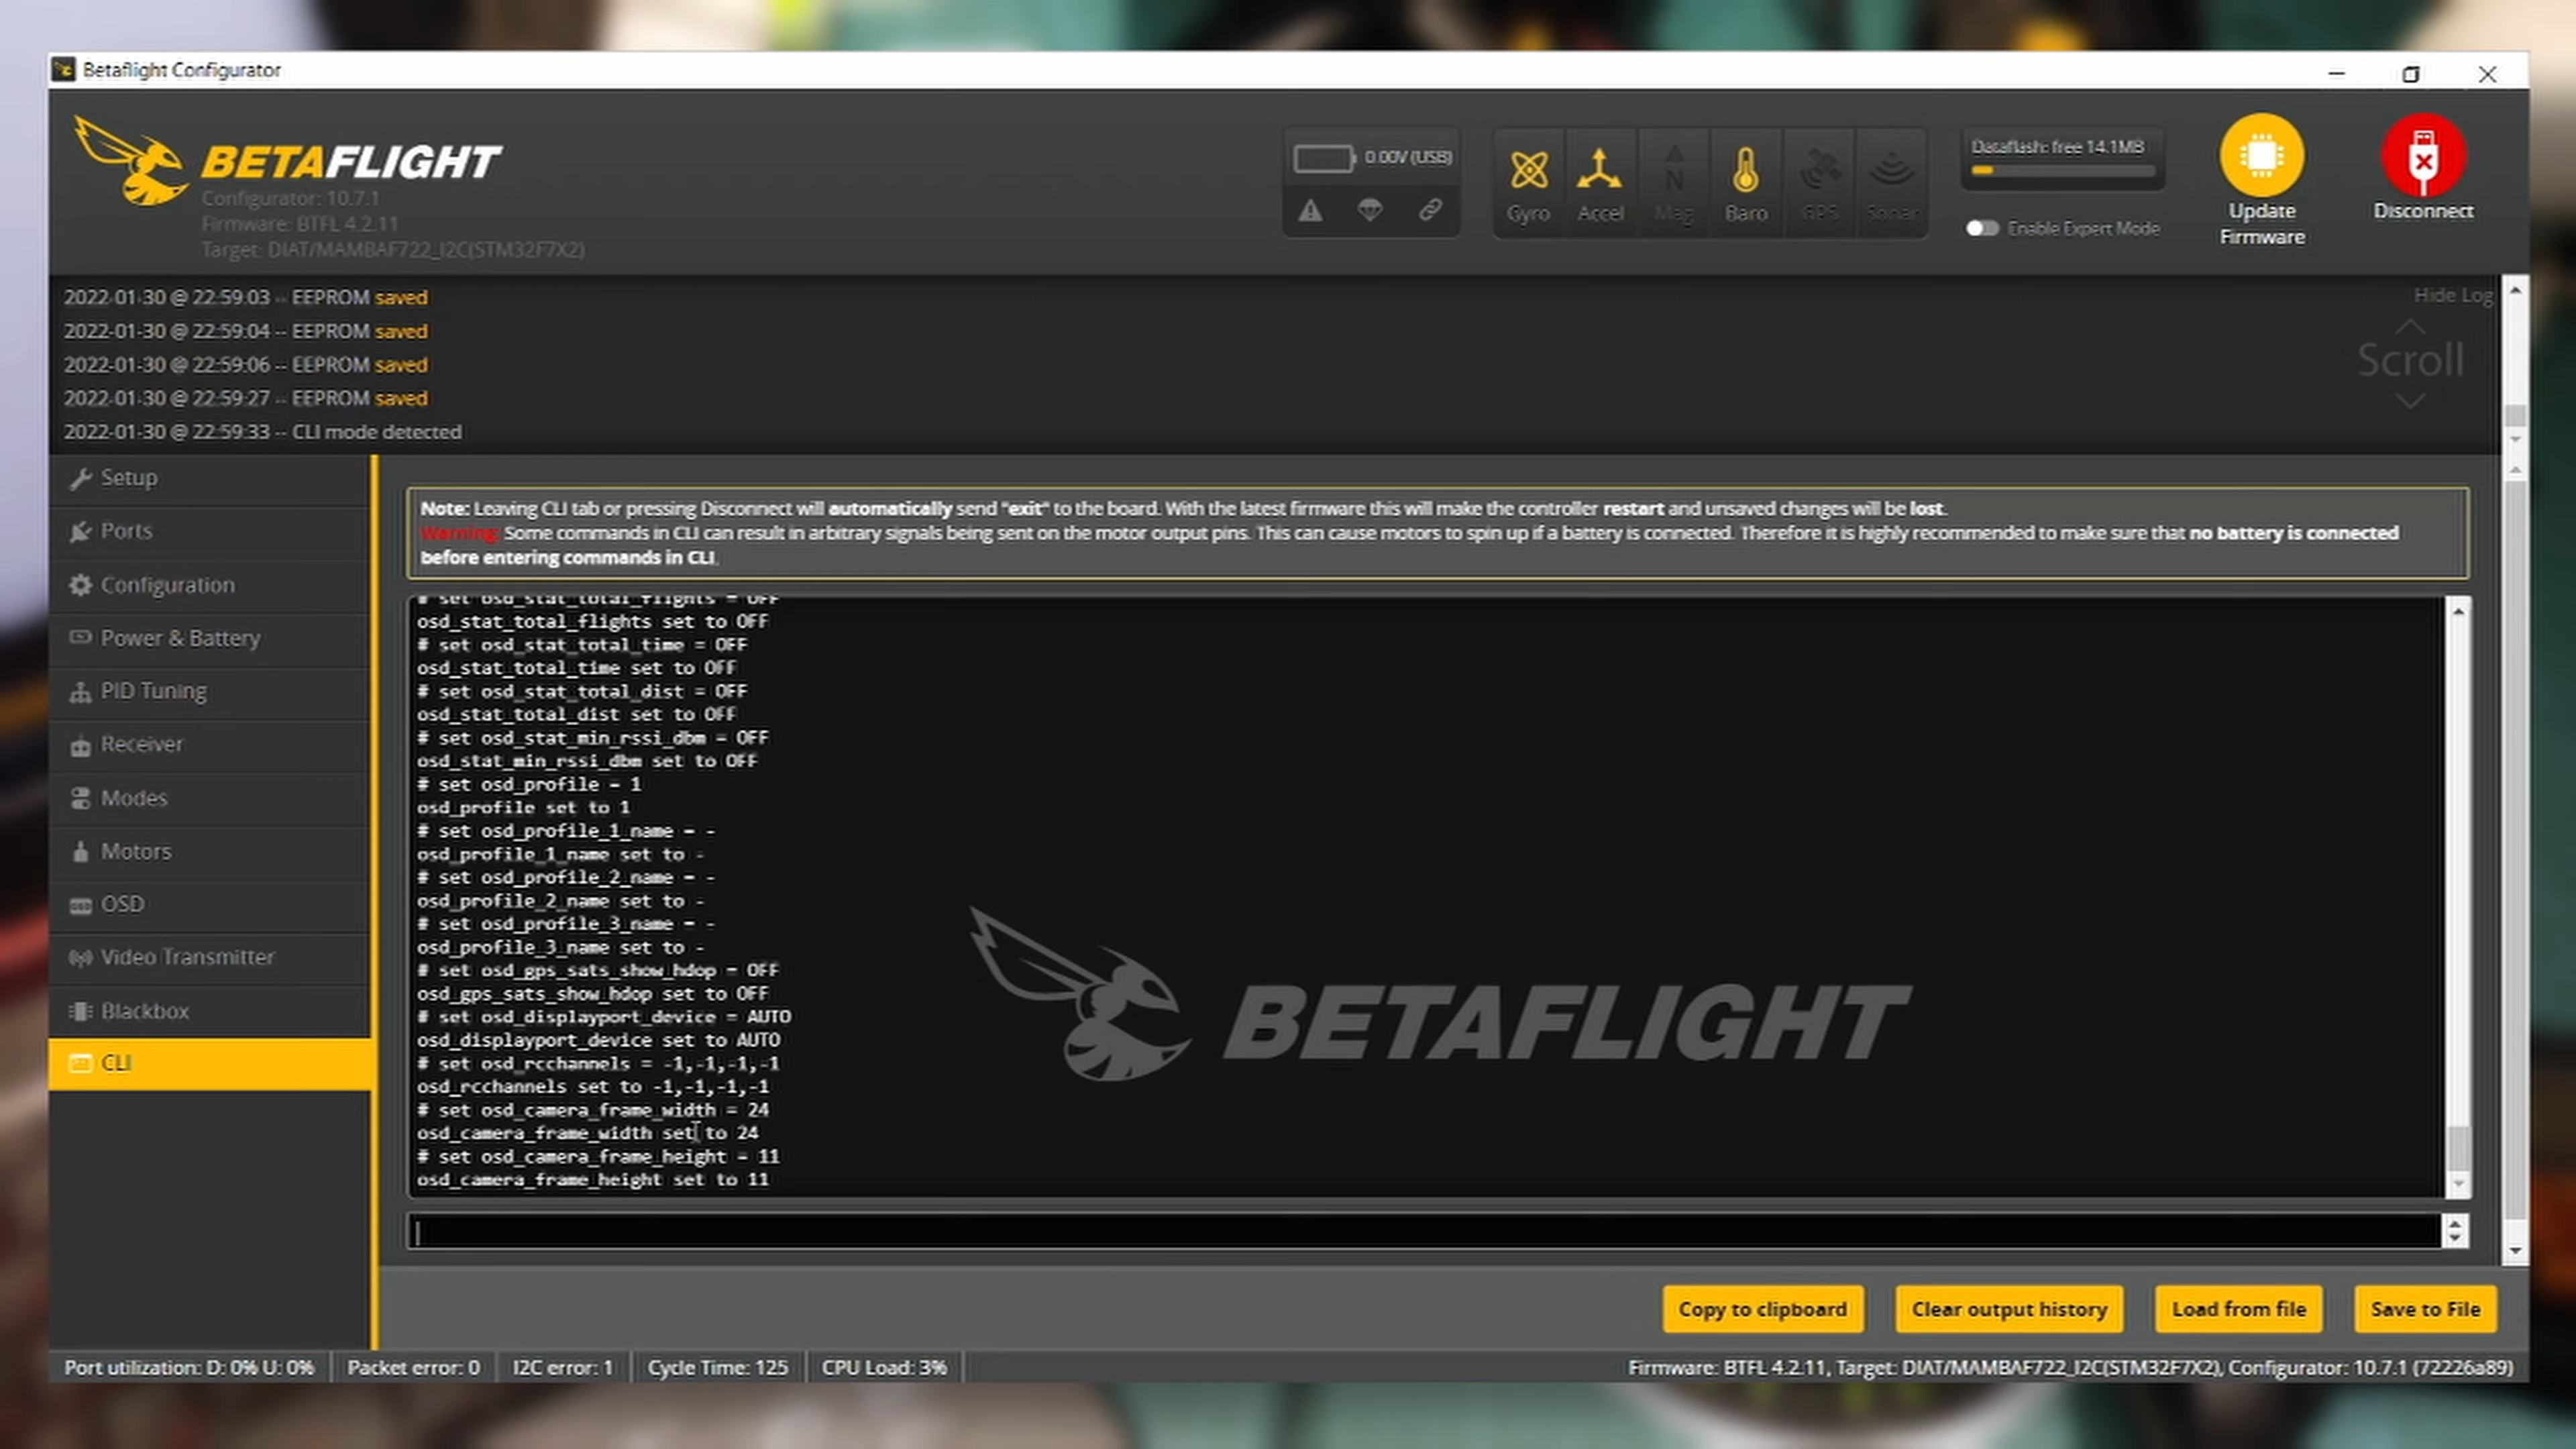 Betaflight Configurator
BETAFLIGHT
Configurator: 10.7.1
Firmware: BTFL 4.2.11
Target: DIAT/MAMBAF722_I2C(STM32F7X2)
0.00V (USB)
Gyro
Accel
Mag
Baro
GPS
Sonar
Dataflash: free 14.1MB
Enable Expert Mode
Update
Firmware
Disconnect
2022-01-30 @ 22:59:03 -- EEPROM saved
2022-01-30 @ 22:59:04 -- EEPROM saved
2022-01-30 @ 22:59:06 -- EEPROM saved
2022-01-30 @ 22:59:27 -- EEPROM saved
2022-01-30 @ 22:59:33 -- CLI mode detected
Hide Log
Scroll
Setup
Ports
Configuration
Power & Battery
PID Tuning
Receiver
Modes
Motors
OSD
Video Transmitter
Blackbox
CLI
Note: Leaving CLI tab or pressing Disconnect will automatically send "exit" to the board. With the latest firmware this will make the controller restart and unsaved changes will be lost.
Warning: Some commands in CLI can result in arbitrary signals being sent on the motor output pins. This can cause motors to spin up if a battery is connected. Therefore it is highly recommended to make sure that no battery is connected
before entering commands in CLI.
# set osd_stat_total_flights = OFF
osd_stat_total_flights set to OFF
# set osd_stat_total_time = OFF
osd_stat_total_time set to OFF
# set osd_stat_total_dist = OFF
osd_stat_total_dist set to OFF
# set osd_stat_min_rssi_dbm = OFF
osd_stat_min_rssi_dbm set to OFF
# set osd_profile = 1
osd_profile set to 1
# set osd_profile_1_name = -
osd_profile_1_name set to -
# set osd_profile_2_name = -
osd_profile_2_name set to -
# set osd_profile_3_name = -
osd_profile_3_name set to -
# set osd_gps_sats_show_hdop = OFF
osd_gps_sats_show_hdop set to OFF
# set osd_displayport_device = AUTO
osd_displayport_device set to AUTO
# set osd_rcchannels = -1,-1,-1,-1
osd_rcchannels set to -1,-1,-1,-1
# set osd_camera_frame_width = 24
osd_camera_frame_width set to 24
# set osd_camera_frame_height = 11
osd_camera_frame_height set to 11
BETAFLIGHT
Copy to clipboard
Clear output history
Load from file
Save to File
Port utilization: D: 0% U: 0%
Packet error: 0
I2C error: 1
Cycle Time: 125
CPU Load: 3%
Firmware: BTFL 4.2.11, Target: DIAT/MAMBAF722_I2C(STM32F7X2), Configurator: 10.7.1 (72226a89)